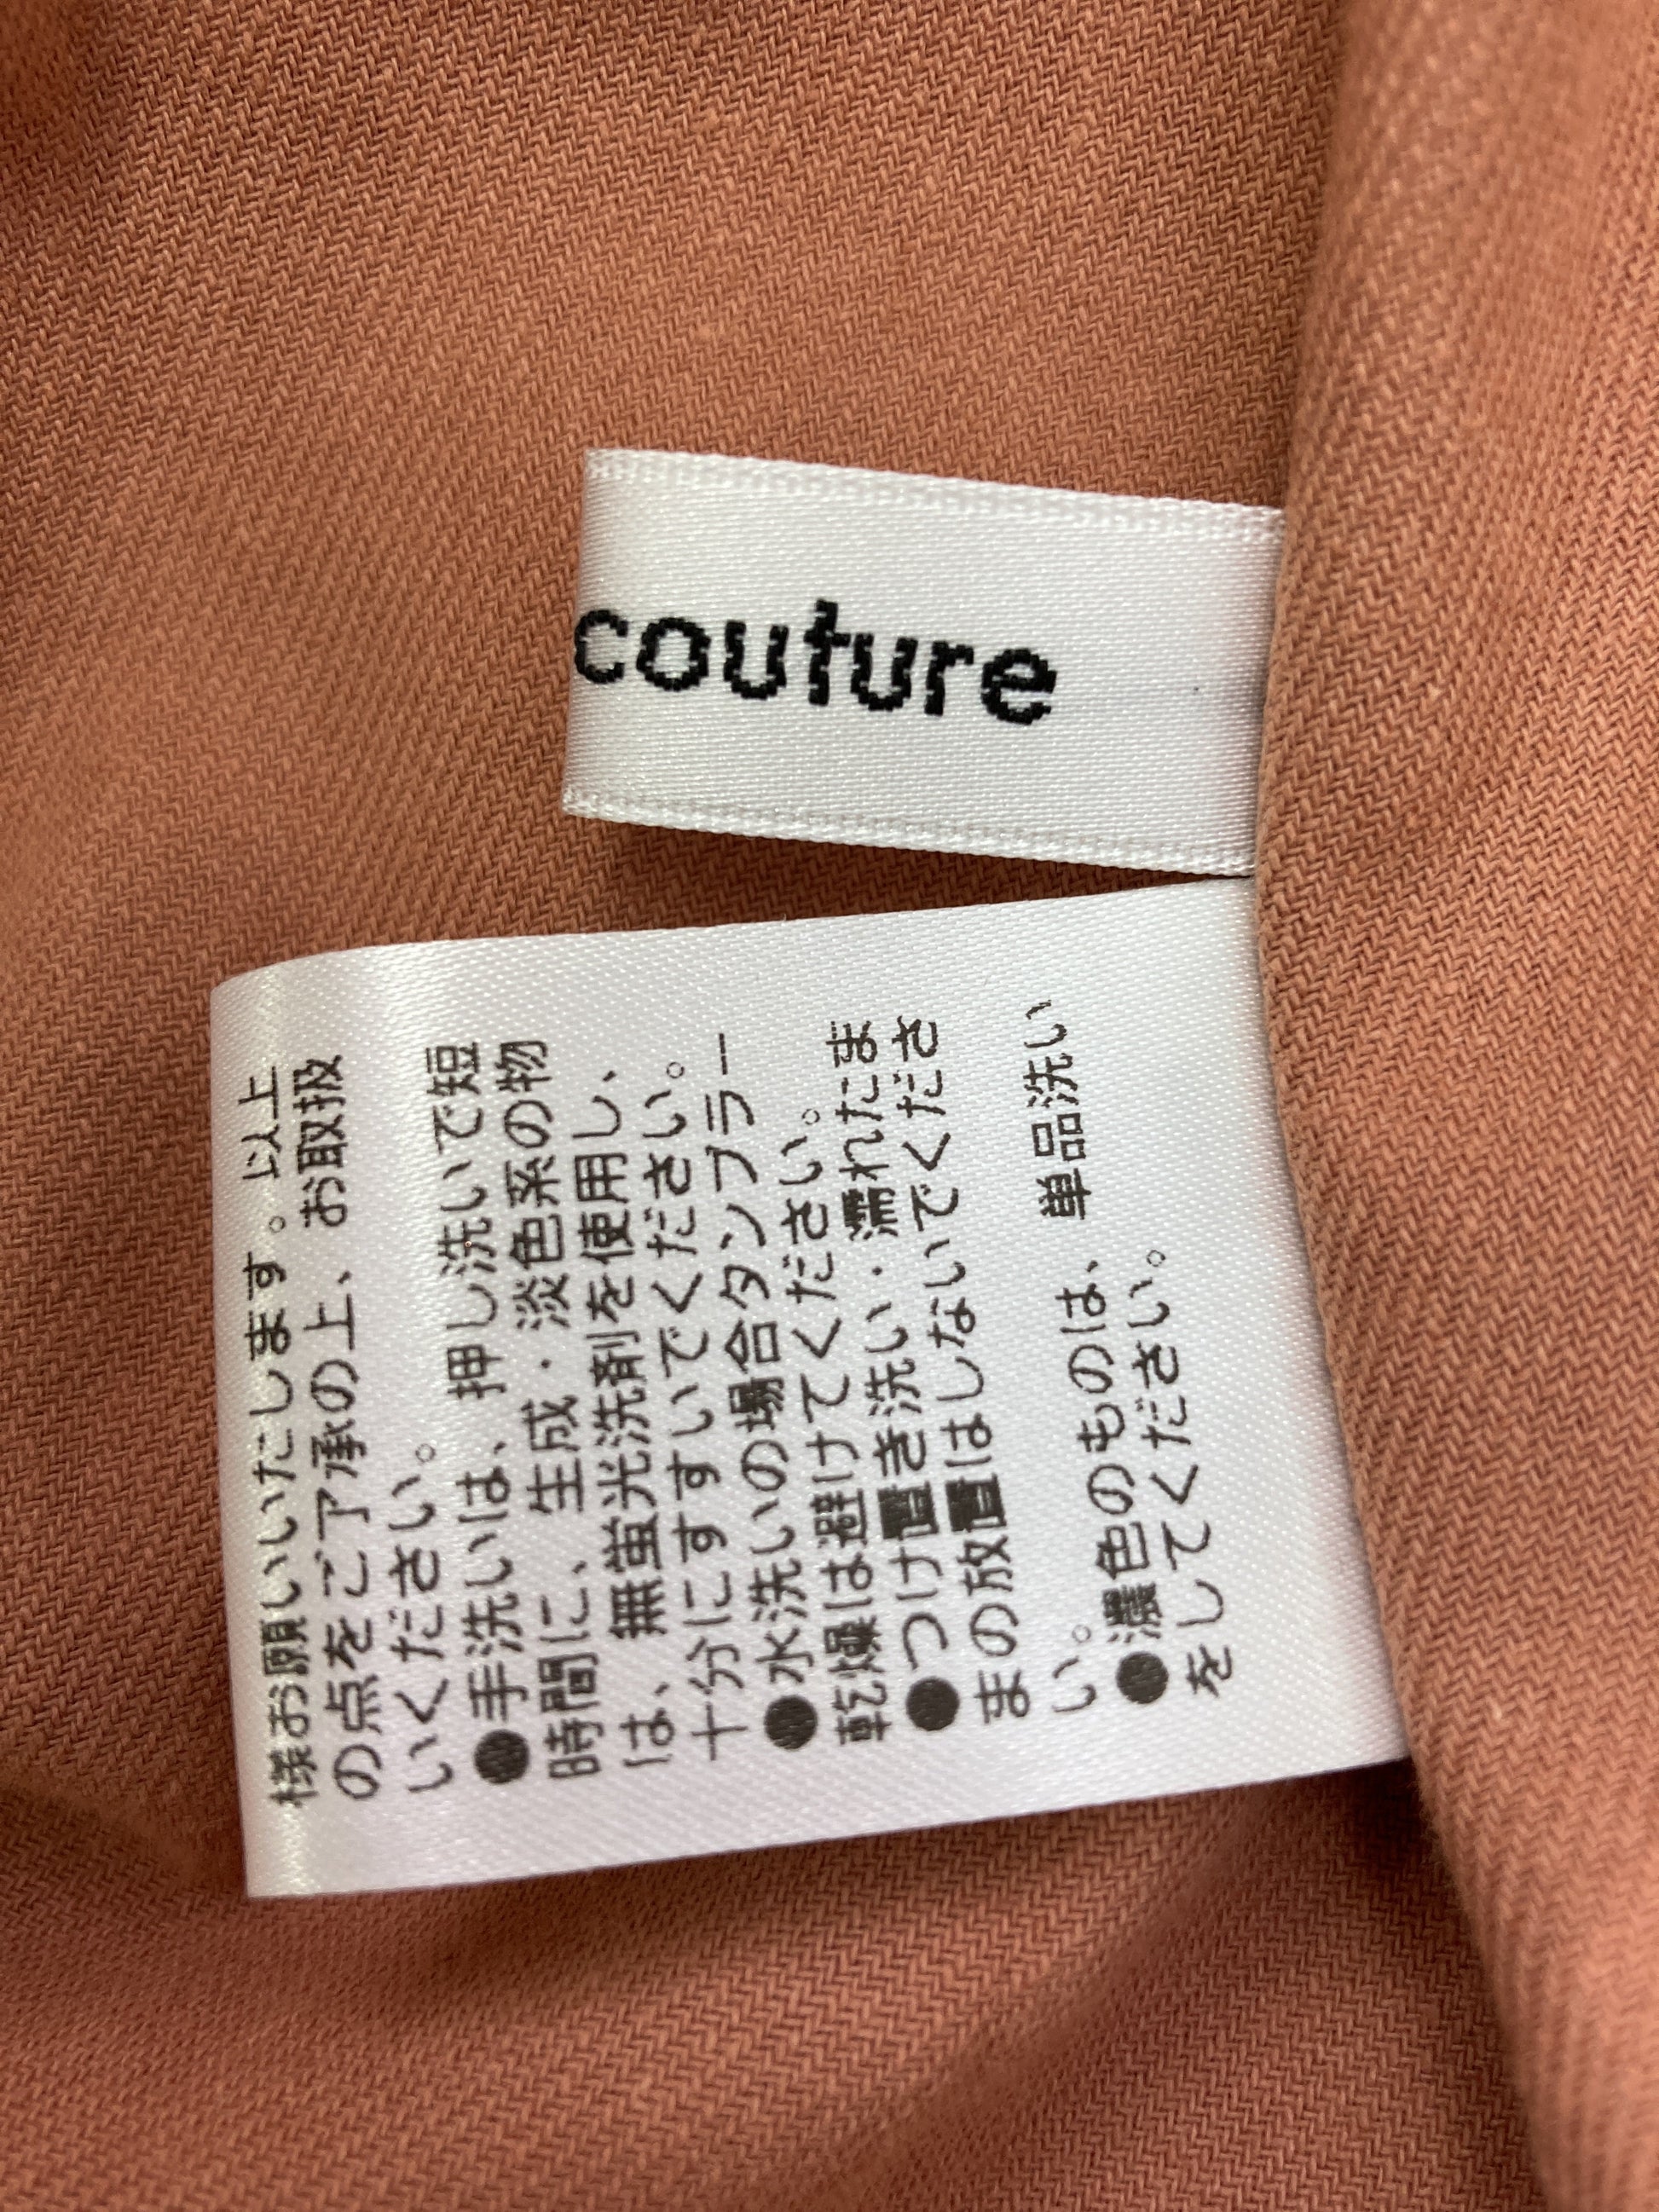 couture
様お願いいたします。以上
の点をご了承の上、お取扱
いください。
●手洗いは、押し洗いで短
時間に、生成・淡色系の物
は、無蛍光洗剤を使用し、
十分にすすいでください。
●水洗いの場合タンブラー
乾燥は避けてください。
●つけ置き洗い・濡れたま
まの放置はしないでくださ
い。
●濃色のものは、単品洗い
をしてください。